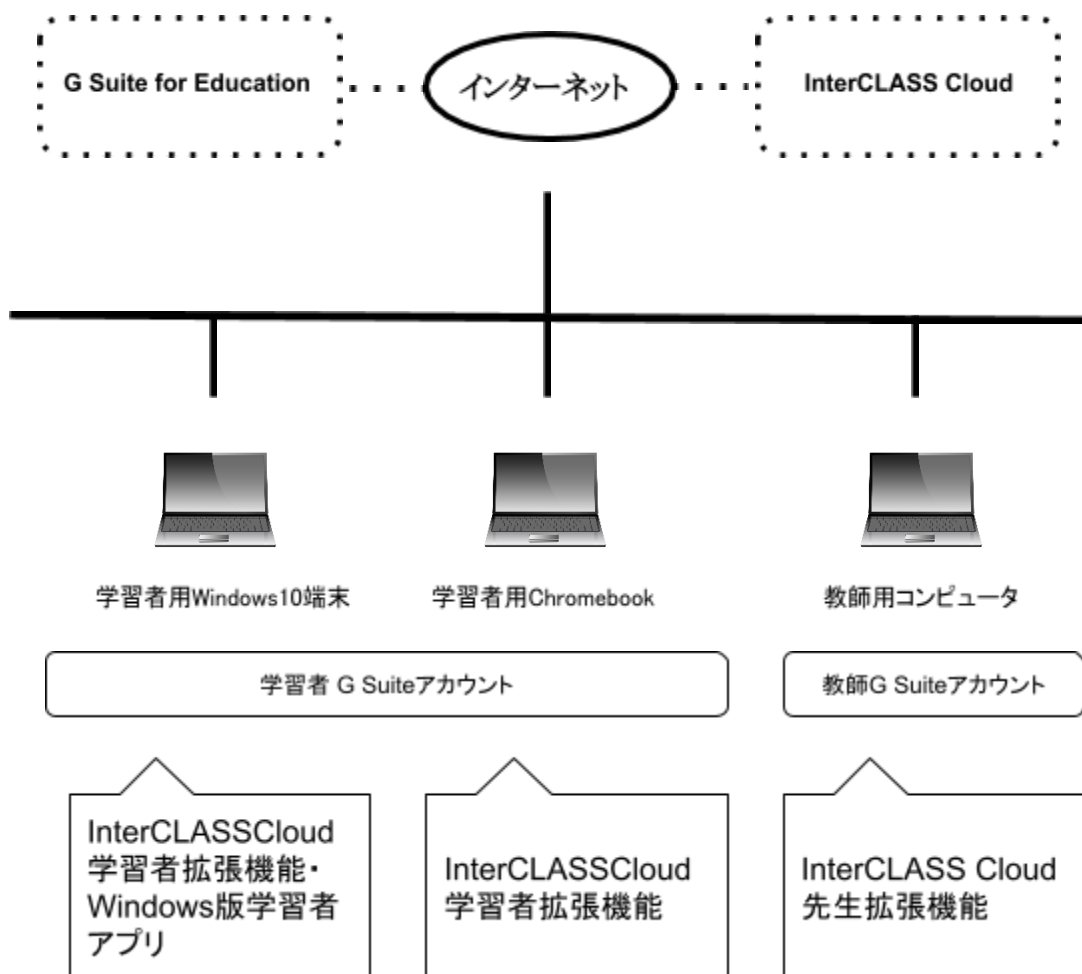 G Suite for Education
インターネット
InterCLASS Cloud
学習者用Windows10端末
学習者用Chromebook
教師用コンピュータ
学習者 G Suiteアカウント
教師G Suiteアカウント
InterCLASSCloud
学習者拡張機能・
Windows版学習者
アプリ
InterCLASSCloud
学習者拡張機能
InterCLASS Cloud
先生拡張機能